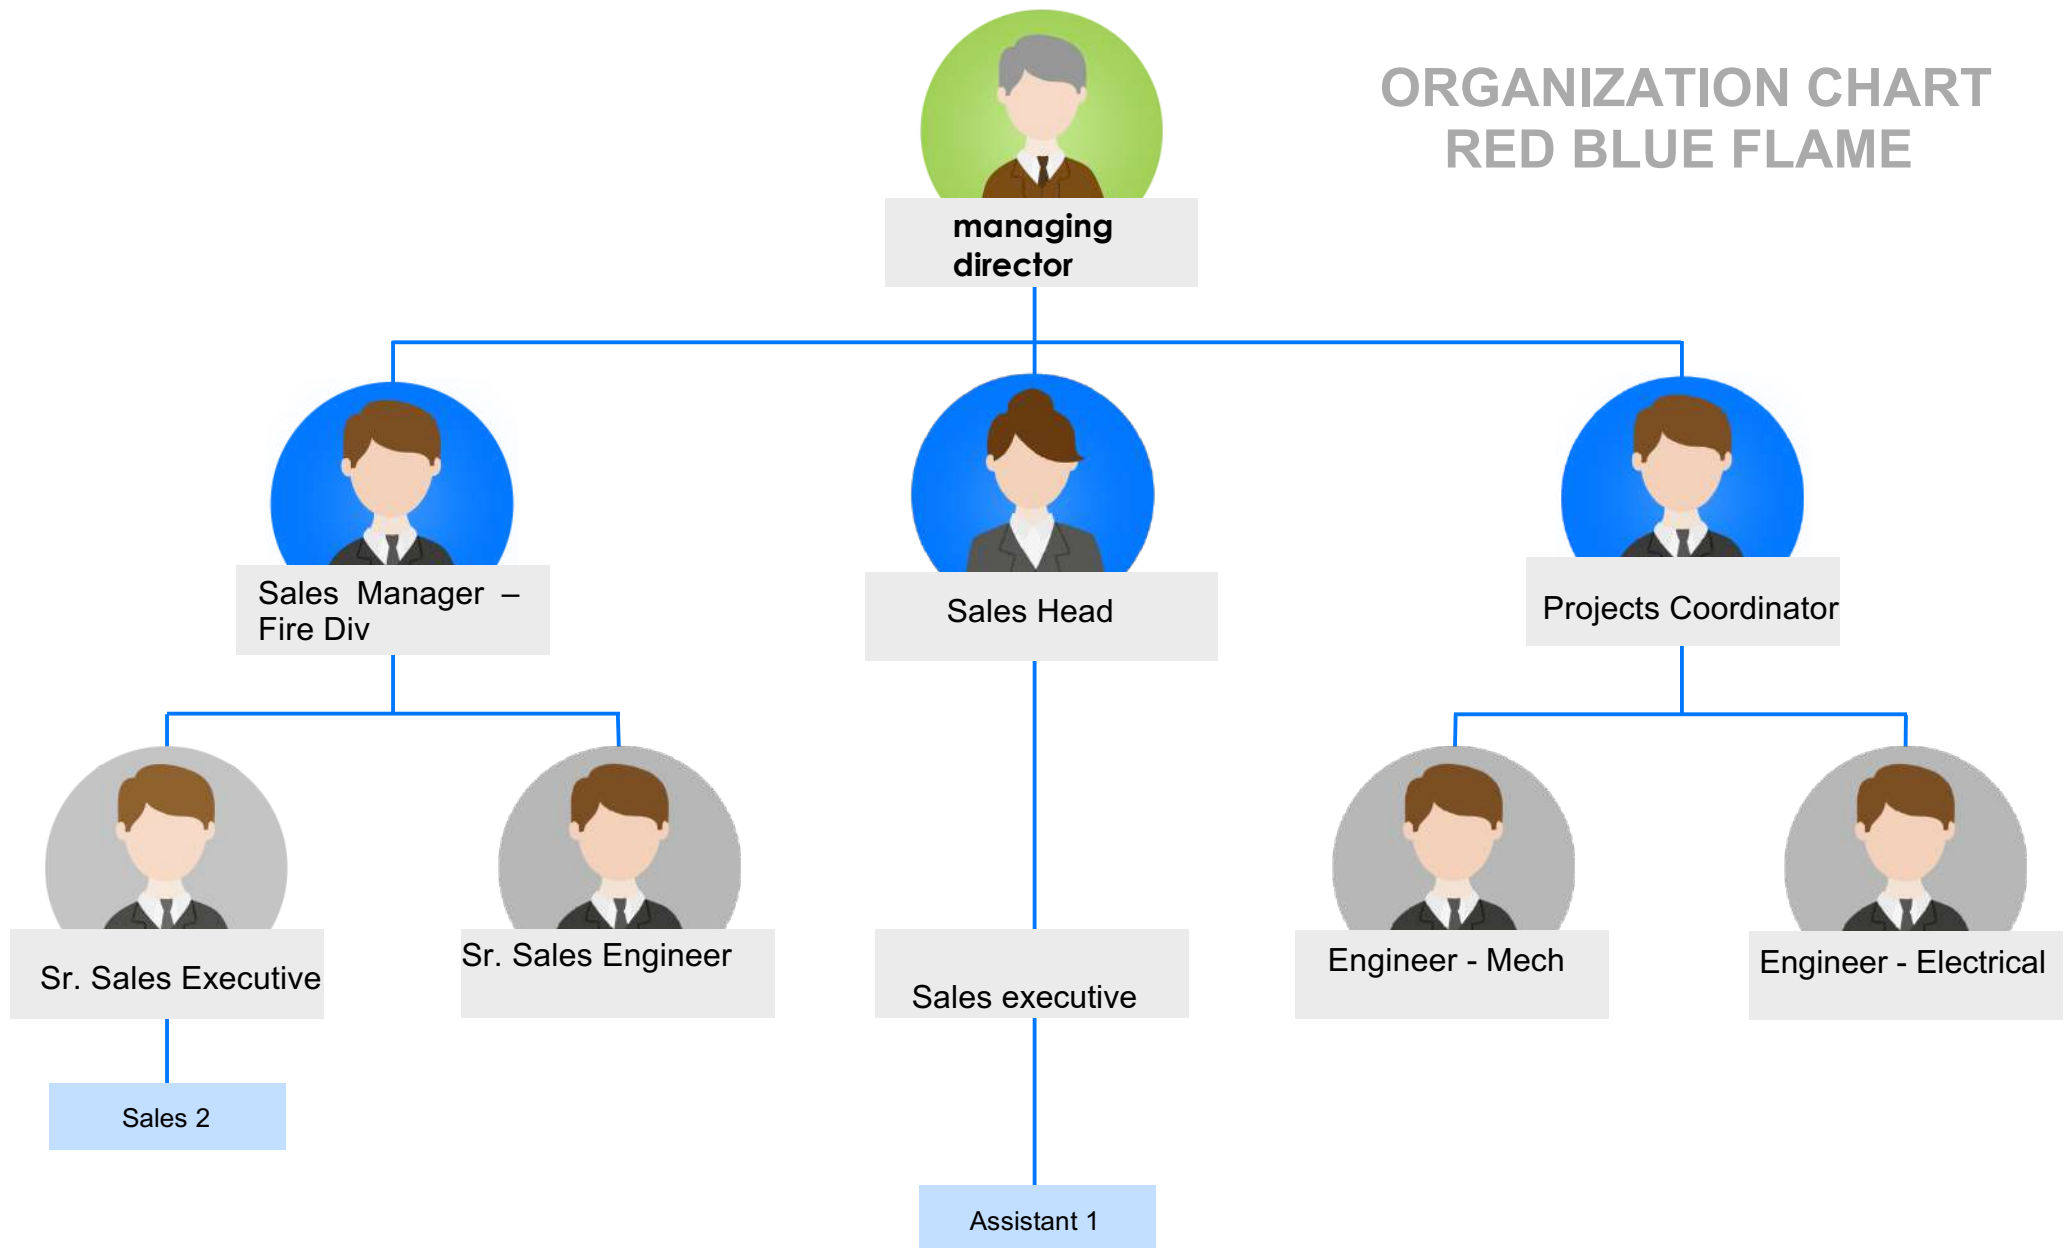 ORGANIZATION CHART
RED BLUE FLAME
managing
director
Sales Manager –
Fire Div
Sales Head
Projects Coordinator
Sr. Sales Executive
Sr. Sales Engineer
Sales executive
Engineer - Mech
Engineer - Electrical
Sales 2
Assistant 1